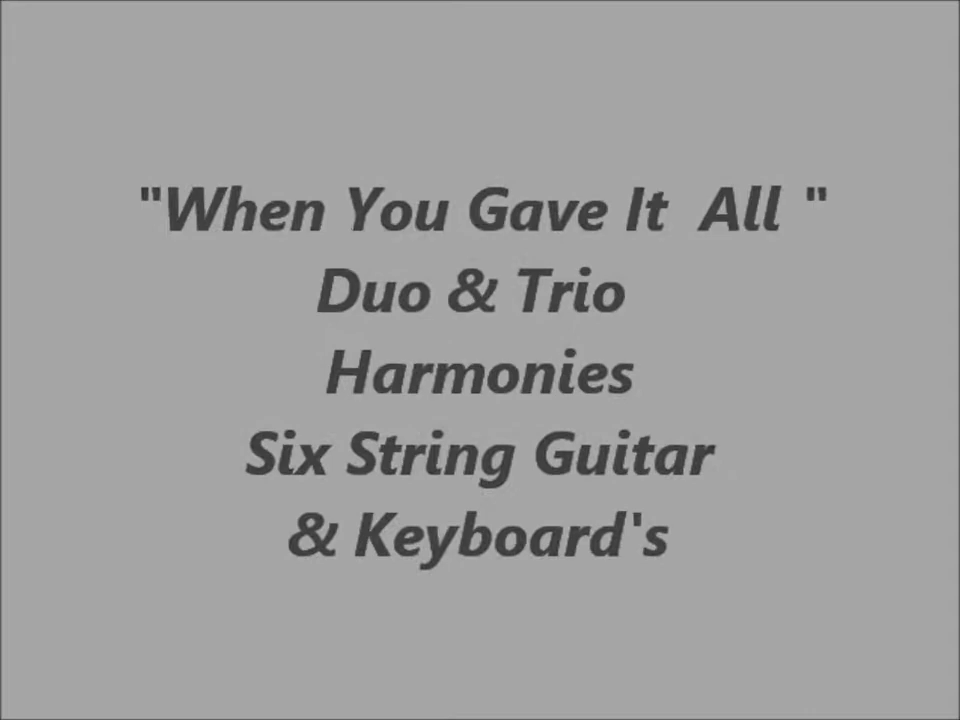 "When You Gave It  All "
Duo & Trio
Harmonies
Six String Guitar
& Keyboard's